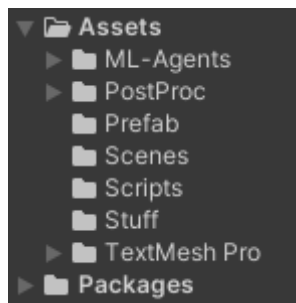 Assets
ML-Agents
PostProc
Prefab
Scenes
Scripts
Stuff
TextMesh Pro
Packages